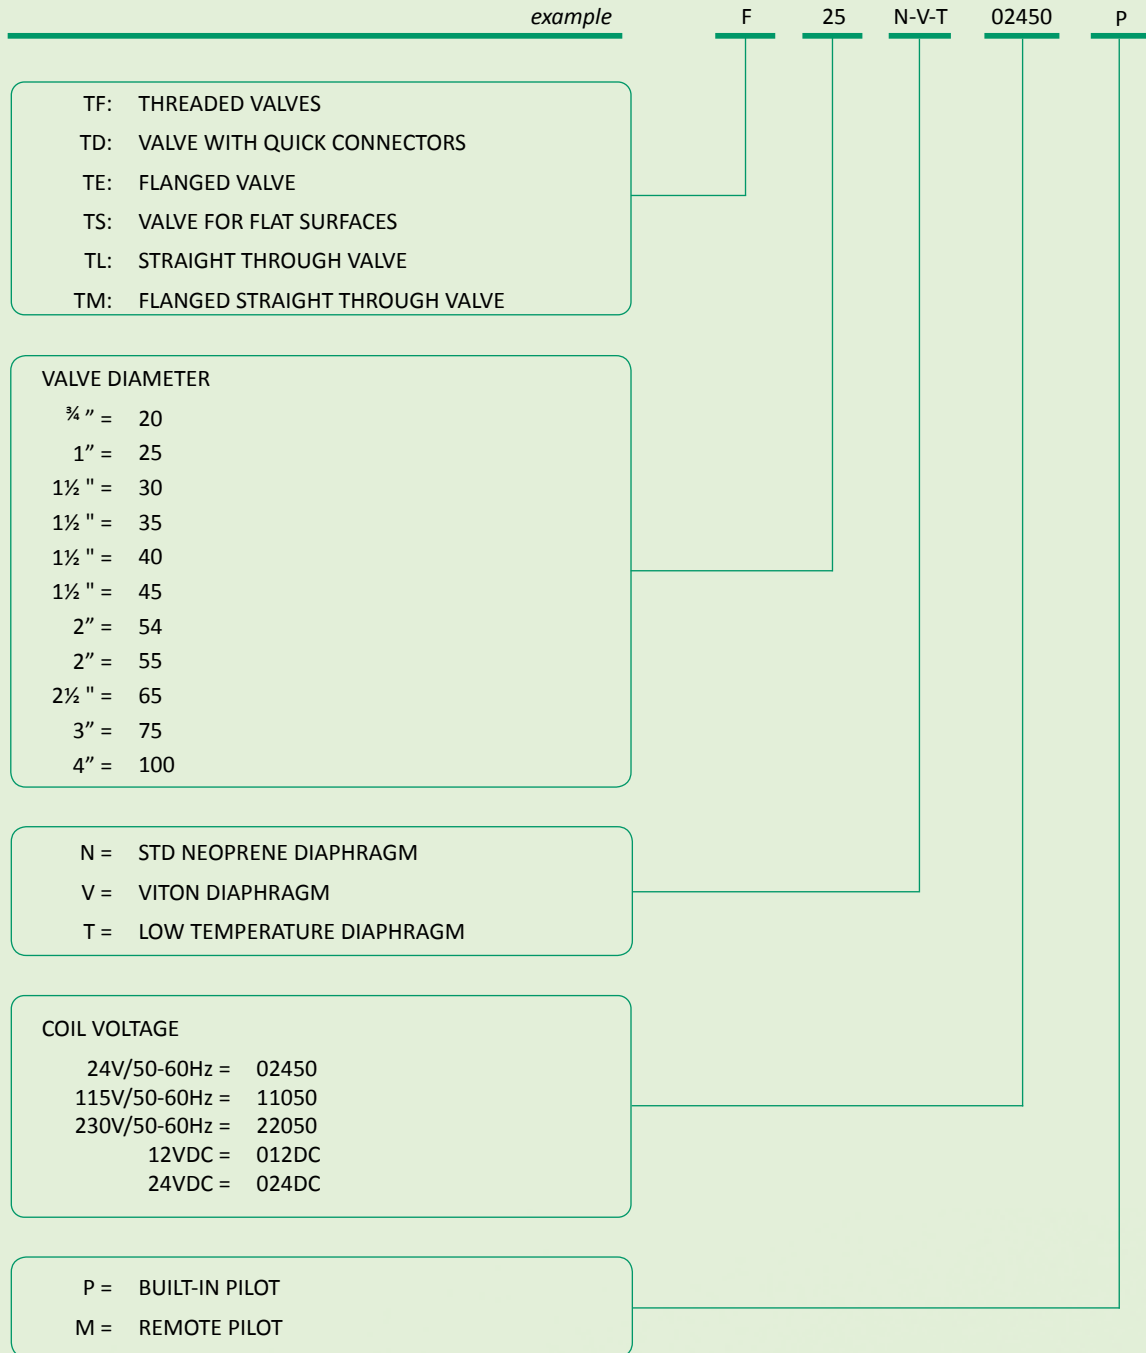 example F 25 N-V-T 02450 P
TF: THREADED VALVES
TD: VALVE WITH QUICK CONNECTORS
TE: FLANGED VALVE
TS: VALVE FOR FLAT SURFACES
TL: STRAIGHT THROUGH VALVE
TM: FLANGED STRAIGHT THROUGH VALVE
VALVE DIAMETER
¾ ” = 20
1” = 25
1½ " = 30
1½ " = 35
1½ " = 40
1½ " = 45
2” = 54
2” = 55
2½ " = 65
3” = 75
4” = 100
N = STD NEOPRENE DIAPHRAGM
V = VITON DIAPHRAGM
T = LOW TEMPERATURE DIAPHRAGM
COIL VOLTAGE
24V/50-60Hz = 02450
115V/50-60Hz = 11050
230V/50-60Hz = 22050
12VDC = 012DC
24VDC = 024DC
P = BUILT-IN PILOT
M = REMOTE PILOT